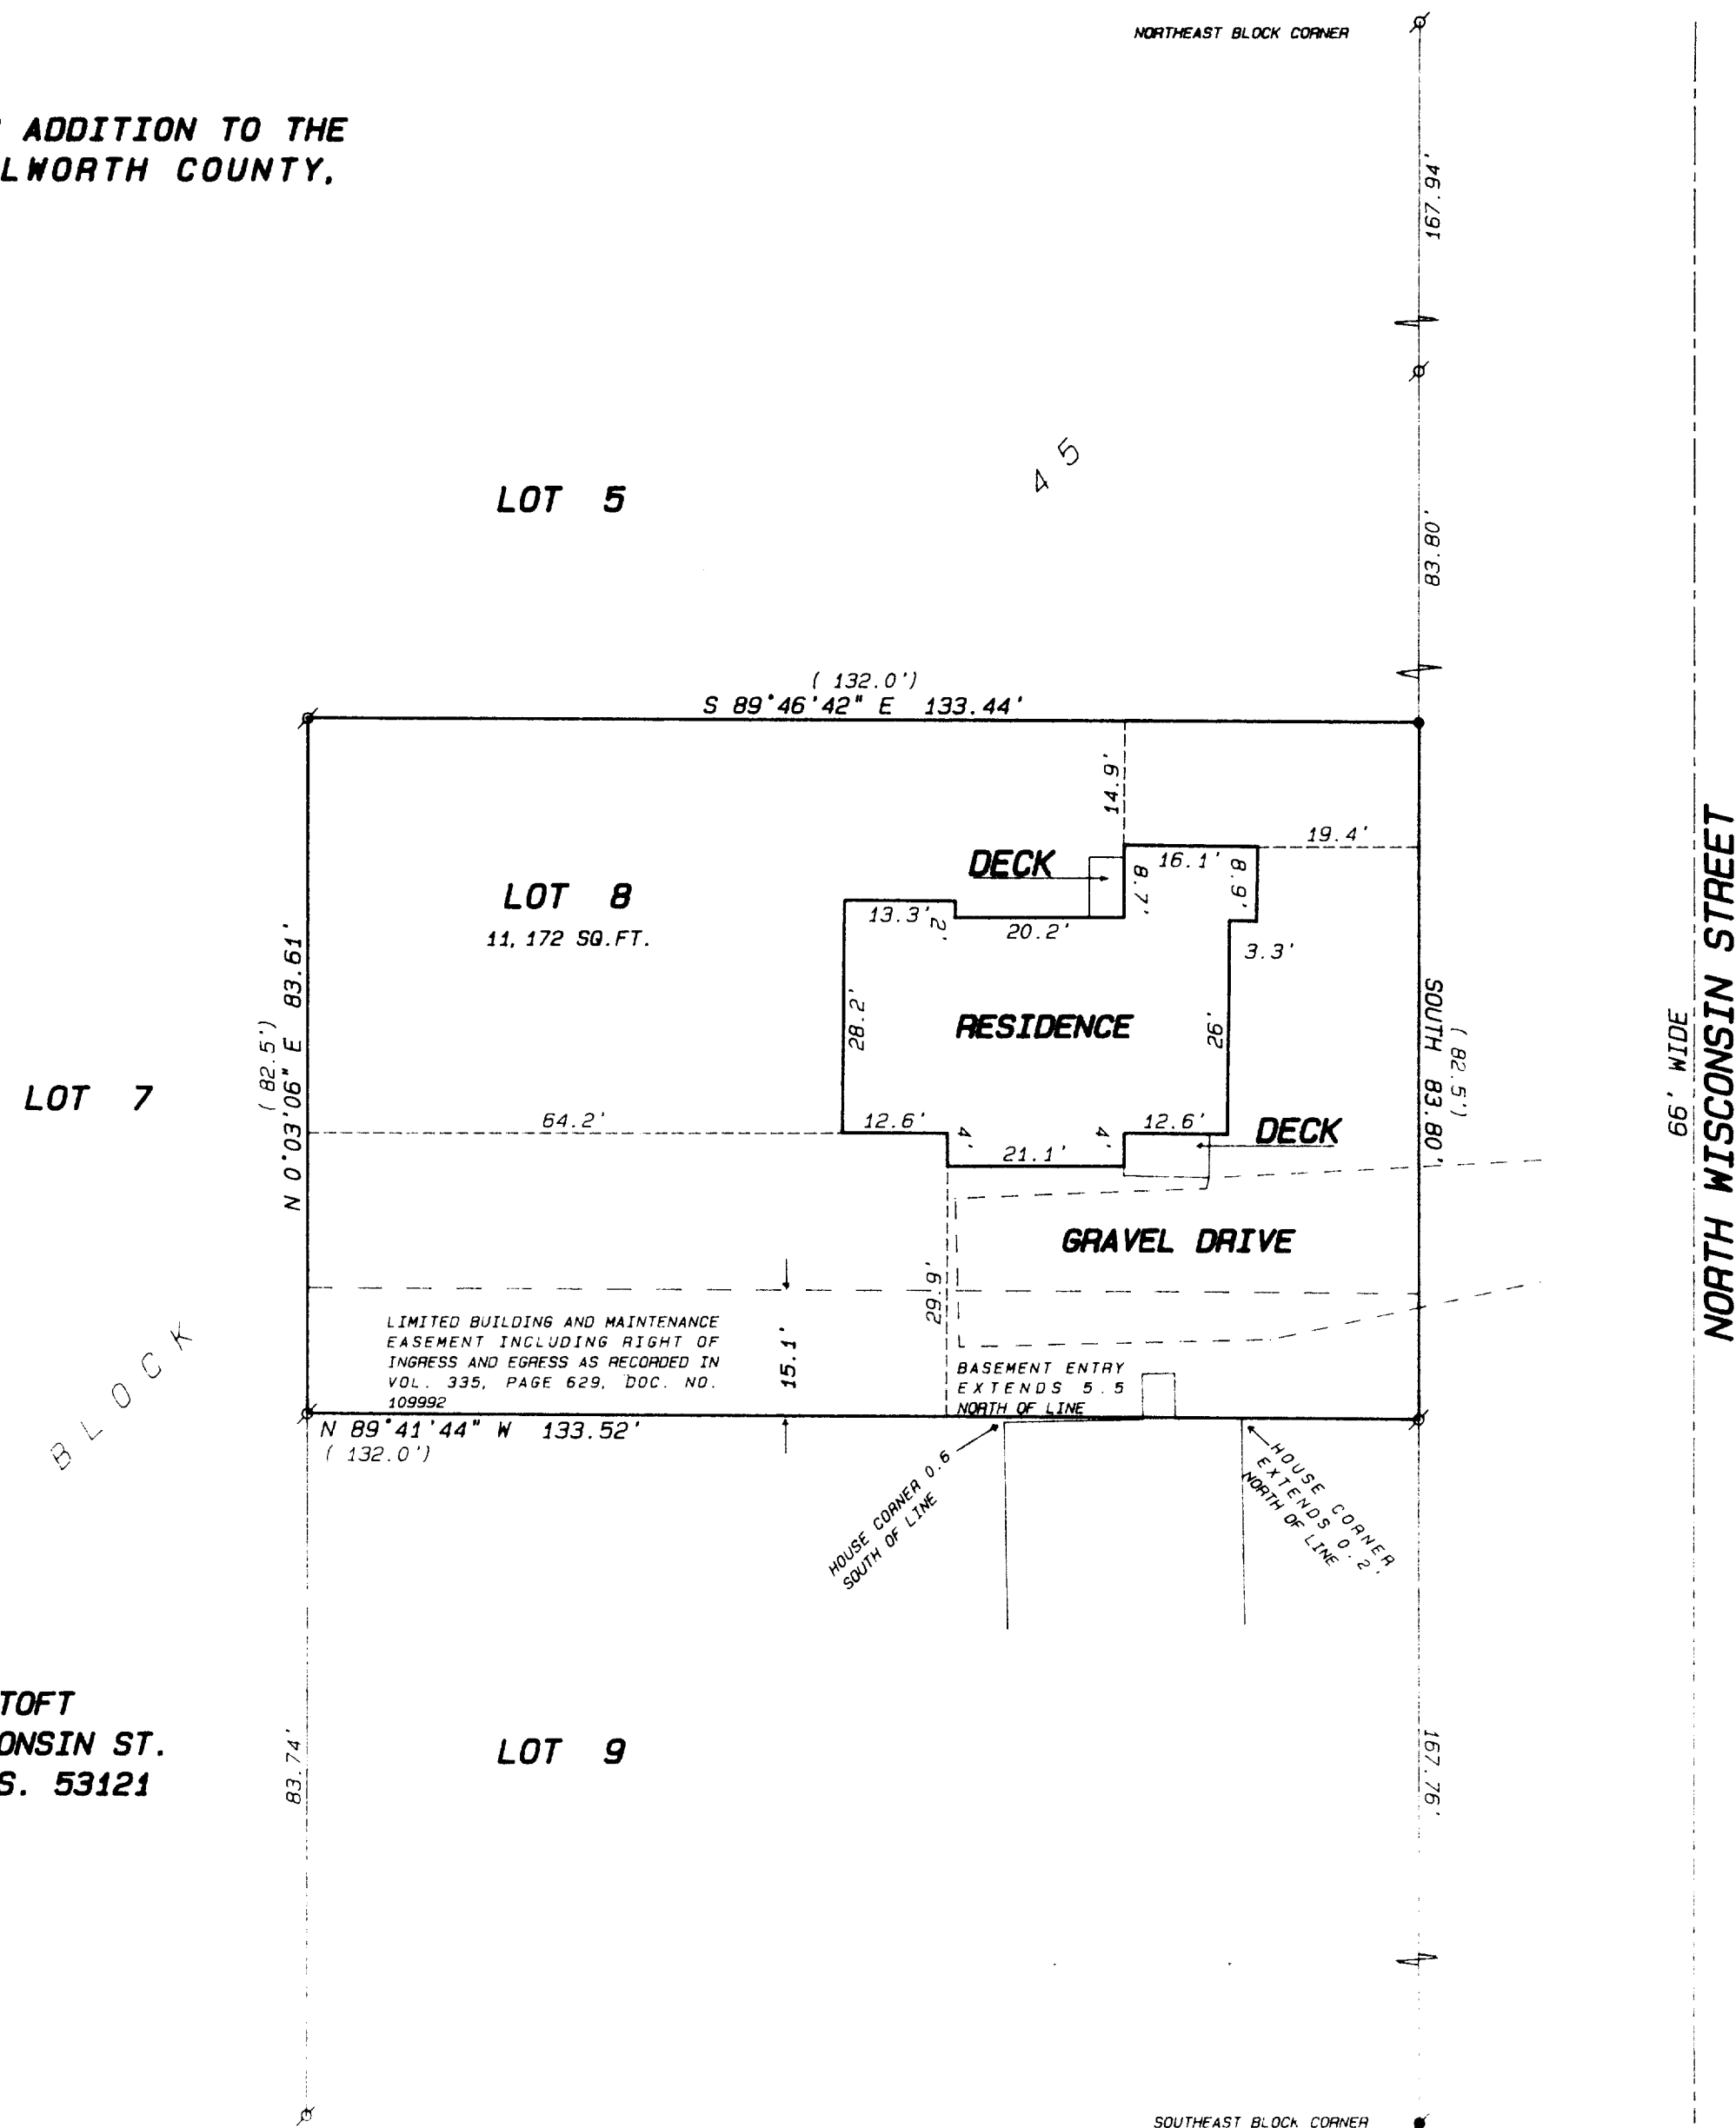 NORTHEAST BLOCK CORNER
ADDITION TO THE
LWORTH COUNTY,
167.94'
45
LOT 5
83.80'
( 132.0')
S 89°46'42" E 133.44'
14.9'
19.4'
DECK
16.1'
8.9'
8.7'
LOT 8
11,172 SQ.FT.
13.3'
2'
20.2'
3.3'
N 0°03'06" E 83.61'
( 82.5')
28.2'
RESIDENCE
26'
SOUTH 83.80'
( 82.5')
66' WIDE
NORTH WISCONSIN STREET
LOT 7
64.2'
12.6'
4'
21.1'
4'
12.6'
DECK
GRAVEL DRIVE
29.9'
LIMITED BUILDING AND MAINTENANCE
EASEMENT INCLUDING RIGHT OF
INGRESS AND EGRESS AS RECORDED IN
VOL. 335, PAGE 629, DOC. NO.
109992
15.1'
BASEMENT ENTRY
EXTENDS 5.5
NORTH OF LINE
BLOCK
N 89°41'44" W 133.52'
( 132.0')
HOUSE CORNER 0.6
SOUTH OF LINE
HOUSE CORNER
EXTENDS 0.2'
NORTH OF LINE
TOFT
ONSIN ST.
S. 53121
83.74'
LOT 9
167.76'
SOUTHEAST BLOCK CORNER